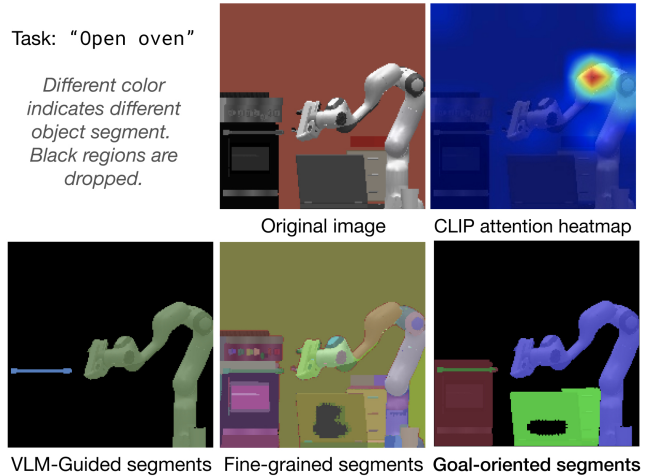 Task: “Open oven”
Different color
indicates different
object segment.
Black regions are
dropped.
Original image
CLIP attention heatmap
VLM-Guided segments
Fine-grained segments
Goal-oriented segments